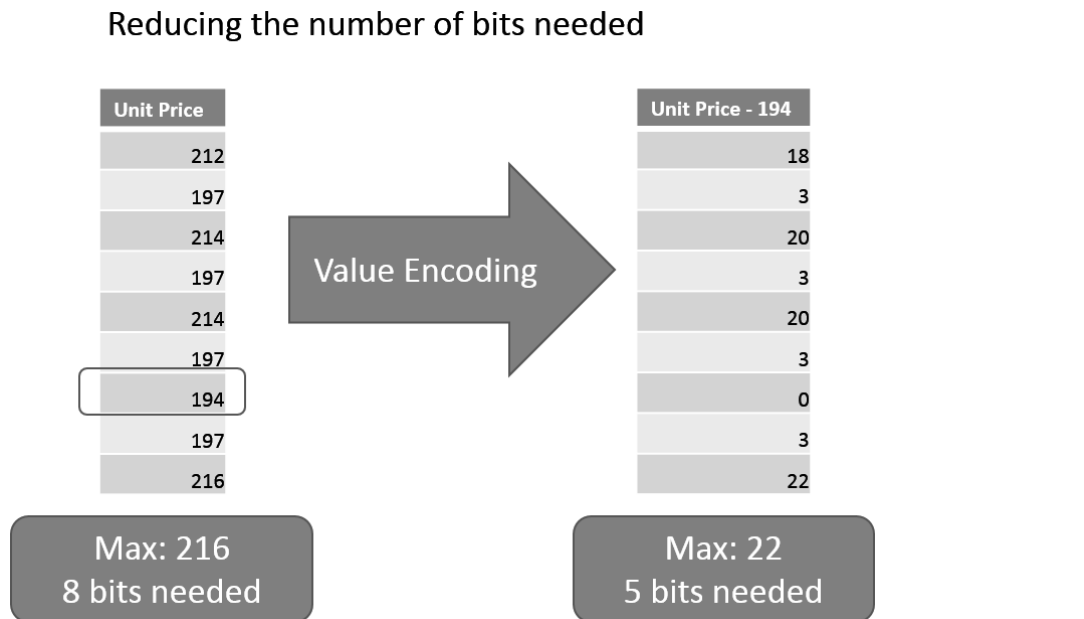 Reducing the number of bits needed
Unit Price
212
197
214
197
214
197
194
197
216
Max: 216
8 bits needed
Value Encoding
Unit Price - 194
18
3
20
3
20
3
0
3
22
Max: 22
5 bits needed